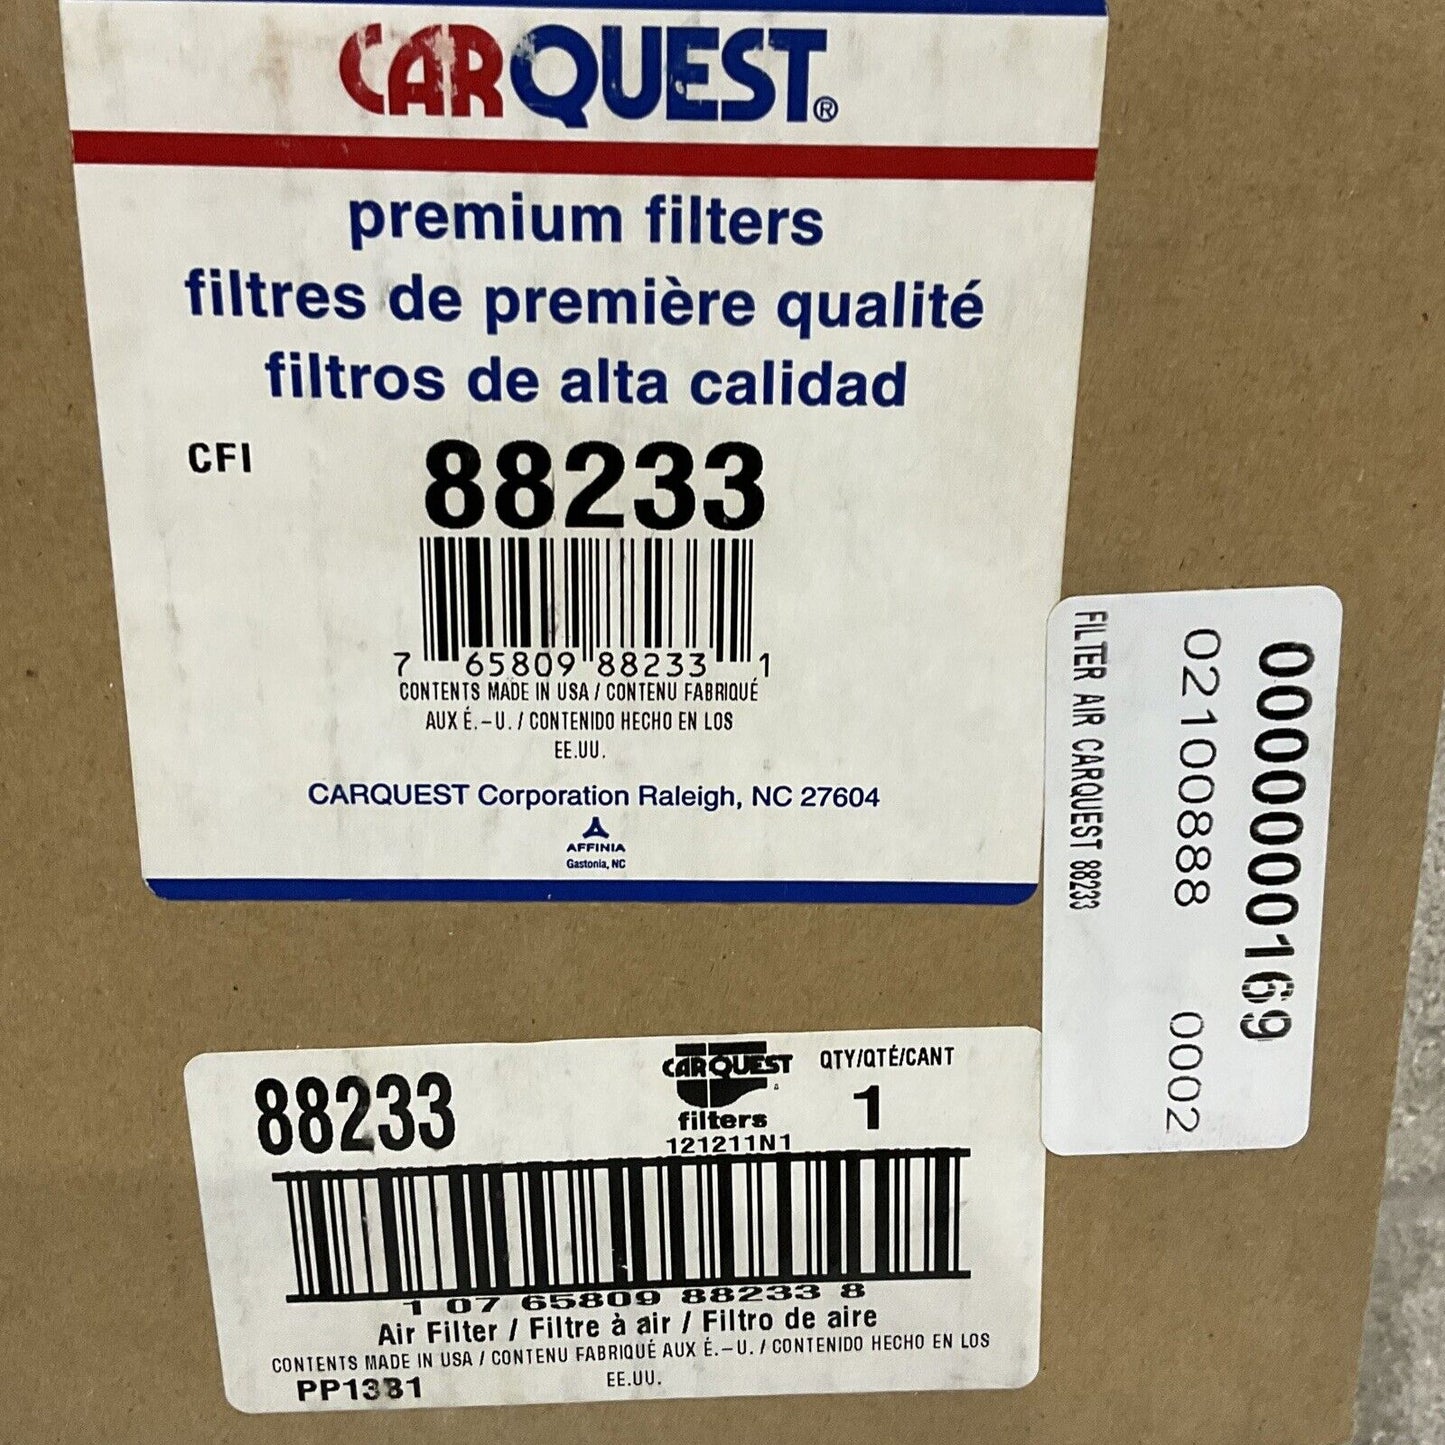 CARQUEST®
premium filters
filtres de première qualité
filtros de alta calidad
CFI
88233
7 65809 88233 1
CONTENTS MADE IN USA / CONTENU FABRIQUÉ
AUX É.-U. / CONTENIDO HECHO EN LOS
EE.UU.
CARQUEST Corporation Raleigh, NC 27604
AFFINIA
Gastonia, NC
0000000169
02100888 0002
FILTER AIR CARQUEST 88233
88233
CARQUEST
filters
121211N1
QTY/QTÉ/CANT
1
1 07 65809 88233 8
Air Filter / Filtre à air / Filtro de aire
CONTENTS MADE IN USA / CONTENU FABRIQUÉ AUX É.-U. / CONTENIDO HECHO EN LOS
EE.UU.